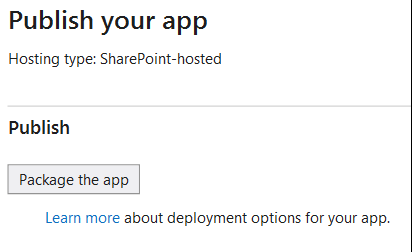 Publish your app
Hosting type: SharePoint-hosted
Publish
Package the app
Learn more about deployment options for your app.